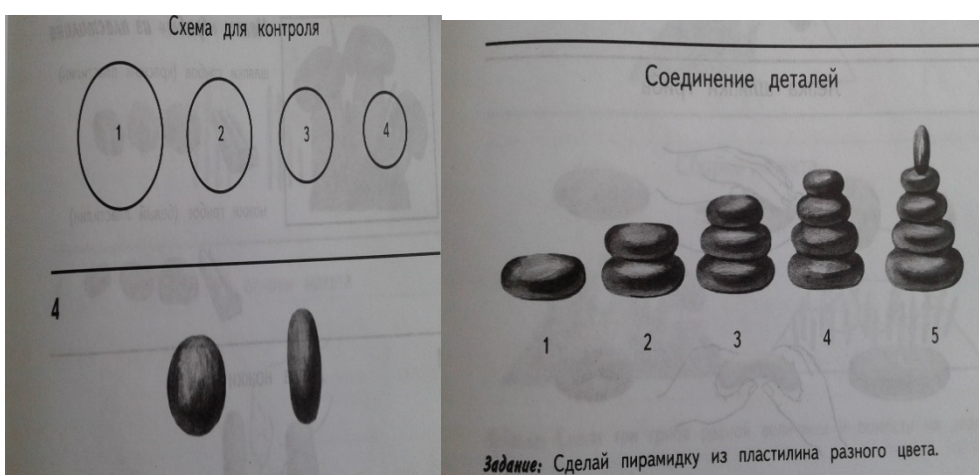 Схема для контроля
1 2 3 4
4
Соединение деталей
1 2 3 4 5
Задание: Сделай пирамидку из пластилина разного цвета.